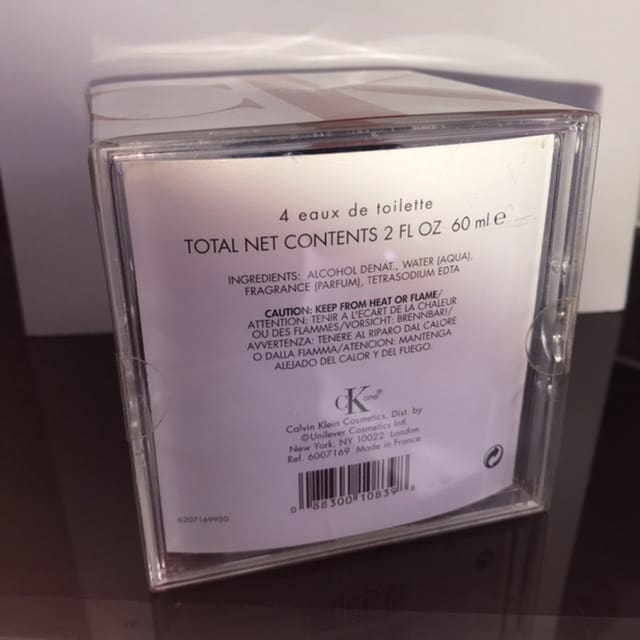 CK
4 eaux de toilette
TOTAL NET CONTENTS 2 FL OZ 60 ml ℮
INGREDIENTS: ALCOHOL DENAT., WATER (AQUA),
FRAGRANCE (PARFUM), TETRASODIUM EDTA
CAUTION: KEEP FROM HEAT OR FLAME/
ATTENTION: TENIR A L'ECART DE LA CHALEUR
OU DES FLAMMES/VORSICHT: BRENNBAR/
AVVERTENZA: TENERE AL RIPARO DAL CALORE
O DALLA FIAMMA/ATENCION: MANTENGA
ALEJADO DEL CALOR Y DEL FUEGO.
cK one®
Calvin Klein Cosmetics, Dist. by
©Unilever Cosmetics Intl.
New York, NY 10022 London
Ref. 6007169 Made in France
0 88300 10839 8
6207169950